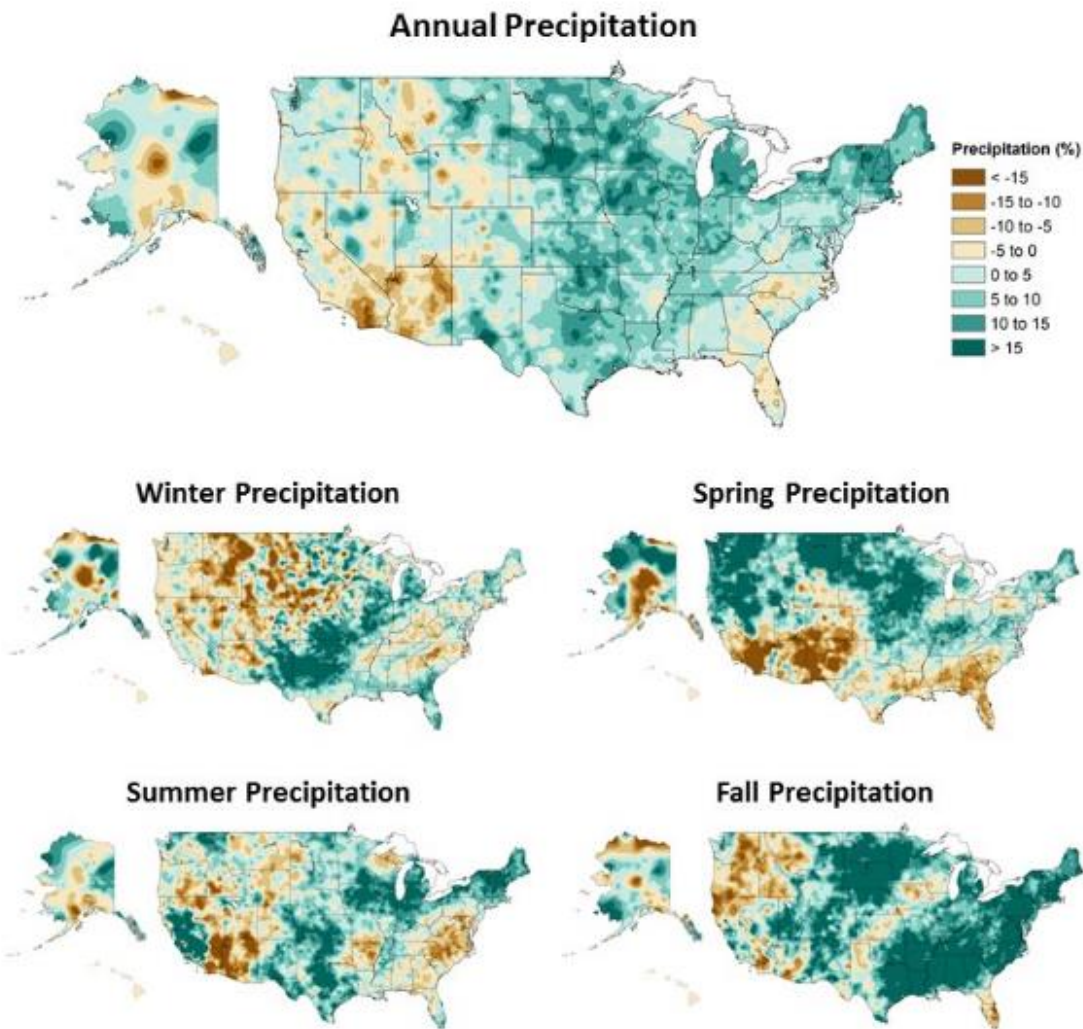 Annual Precipitation
Precipitation (%)
< -15
-15 to -10
-10 to -5
-5 to 0
0 to 5
5 to 10
10 to 15
> 15
Winter Precipitation
Spring Precipitation
Summer Precipitation
Fall Precipitation